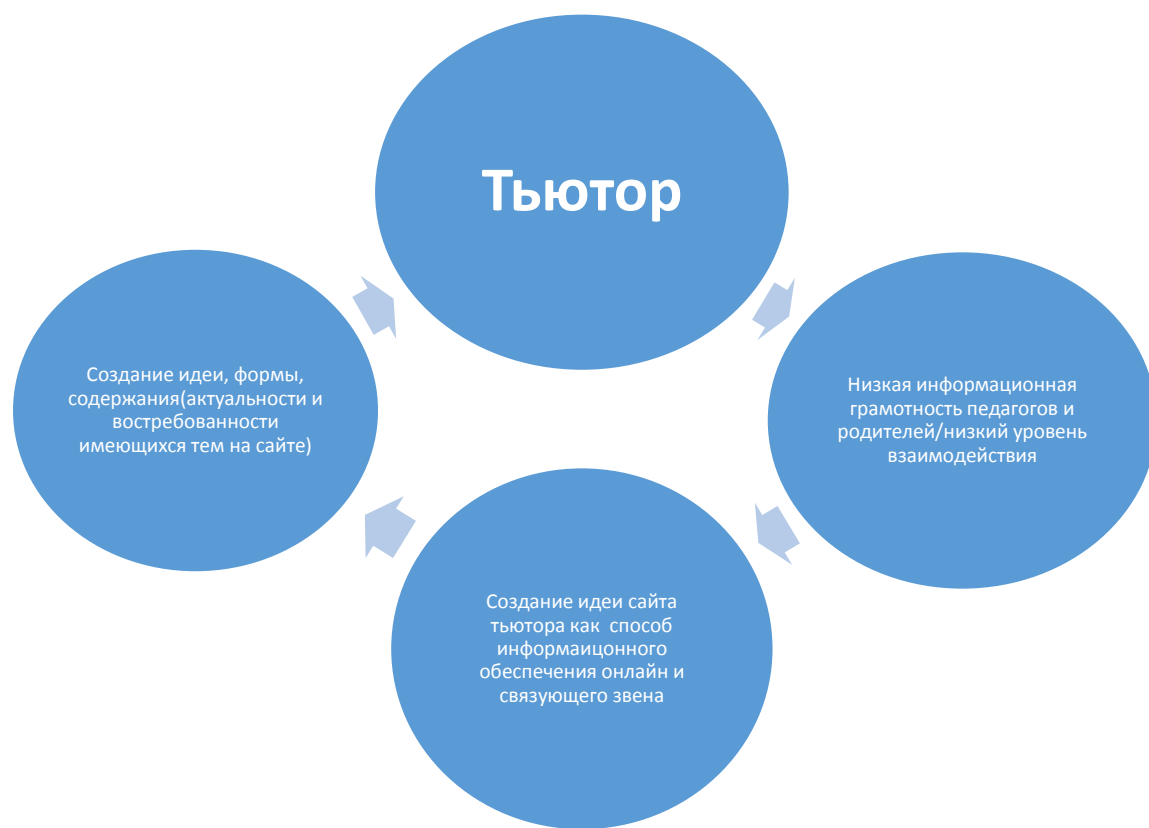 Тьютор
Создание идеи, формы,
содержания(актуальности и
востребованности
имеющихся тем на сайте)
Низкая информационная
грамотность педагогов и
родителей/низкий уровень
взаимодействия
Создание идеи сайта
тьютора как  способ
информаицонного
обеспечения онлайн и
связующего звена